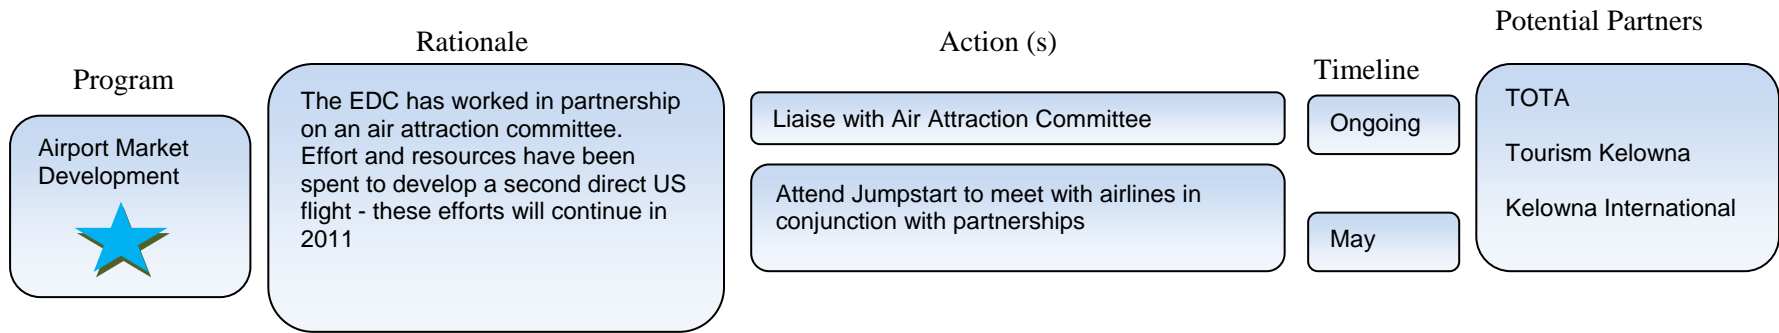 Program
Airport Market
Development
Rationale
The EDC has worked in partnership
on an air attraction committee.
Effort and resources have been
spent to develop a second direct US
flight - these efforts will continue in
2011
Action (s)
Liaise with Air Attraction Committee
Attend Jumpstart to meet with airlines in
conjunction with partnerships
Timeline
Ongoing
May
Potential Partners
TOTA
Tourism Kelowna
Kelowna International